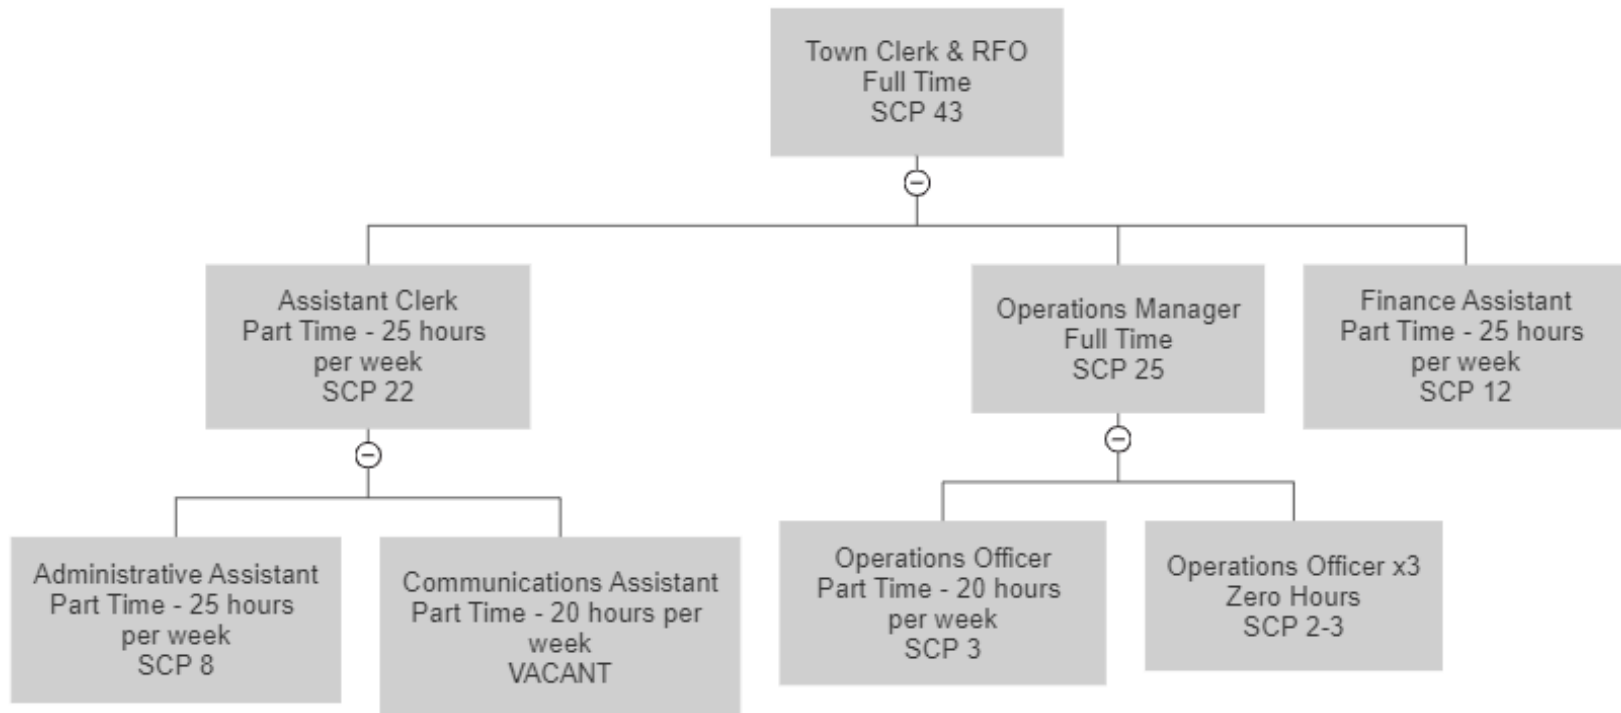 Town Clerk & RFO
Full Time
SCP 43
Assistant Clerk
Part Time - 25 hours
per week
SCP 22
Operations Manager
Full Time
SCP 25
Finance Assistant
Part Time - 25 hours
per week
SCP 12
Administrative Assistant
Part Time - 25 hours
per week
SCP 8
Communications Assistant
Part Time - 20 hours per
week
VACANT
Operations Officer
Part Time - 20 hours
per week
SCP 3
Operations Officer x3
Zero Hours
SCP 2-3